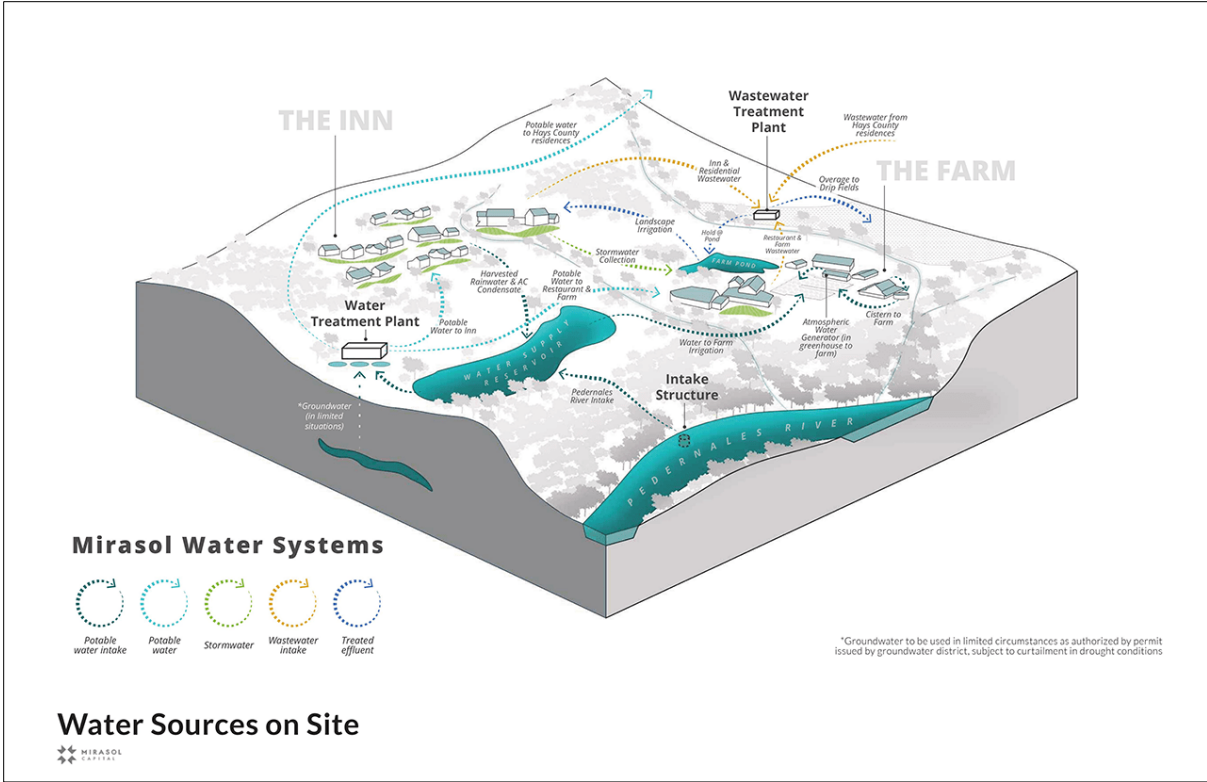 THE INN
Potable water
to Hays County
residences
Wastewater
Treatment
Plant
Wastewater from
Hays County
residences
THE FARM
Inn &
Residential
Wastewater
Overage to
Drip Fields
Landscape
Irrigation
Hold @
Pond
Restaurant &
Farm
Wastewater
Stormwater
Collection
FARM POND
Harvested
Rainwater & AC
Condensate
Potable
Water to
Restaurant &
Farm
Water
Treatment Plant
Potable
Water to Inn
WATER SUPPLY
RESERVOIR
Water to Farm
Irrigation
Atmospheric
Water
Generator (in
greenhouse to
farm)
Cistern to
Farm
Pedernales
River Intake
Intake
Structure
*Groundwater
(in limited
situations)
PEDERNALES RIVER
Mirasol Water Systems
Potable
water intake
Potable
water
Stormwater
Wastewater
intake
Treated
effluent
*Groundwater to be used in limited circumstances as authorized by permit
issued by groundwater district, subject to curtailment in drought conditions
Water Sources on Site
MIRASOL
CAPITAL